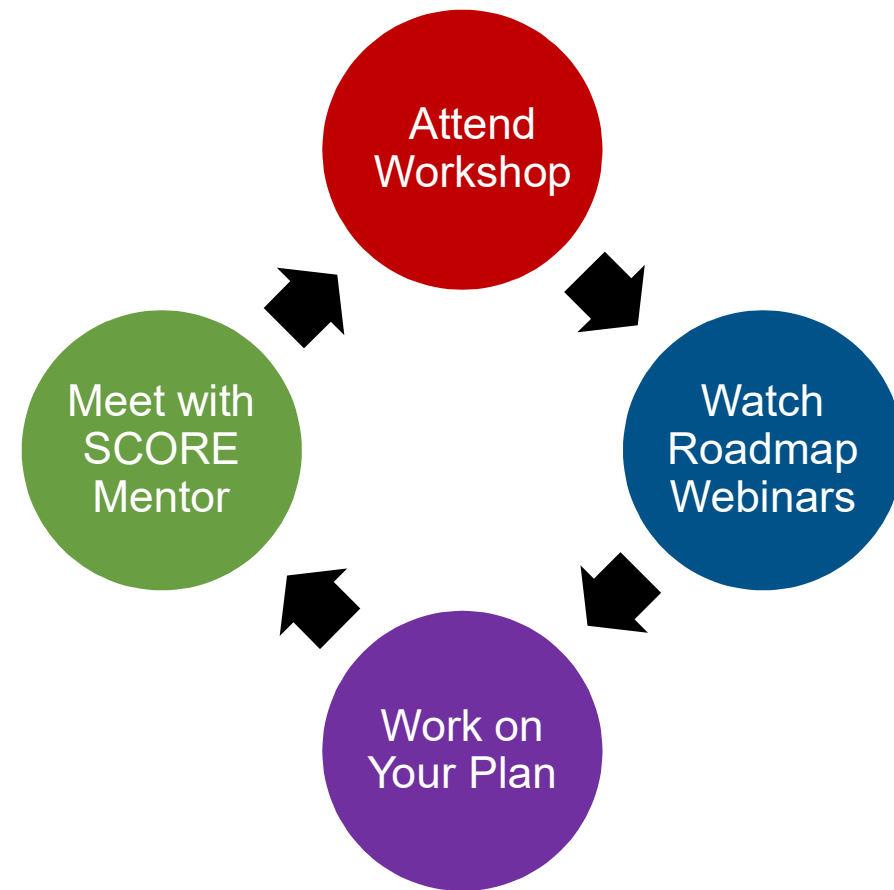 Attend
Workshop
Watch
Roadmap
Webinars
Work on
Your Plan
Meet with
SCORE
Mentor